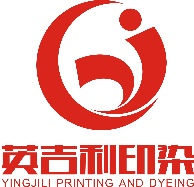 英吉利印染
YINGJILI PRINTING AND DYEING